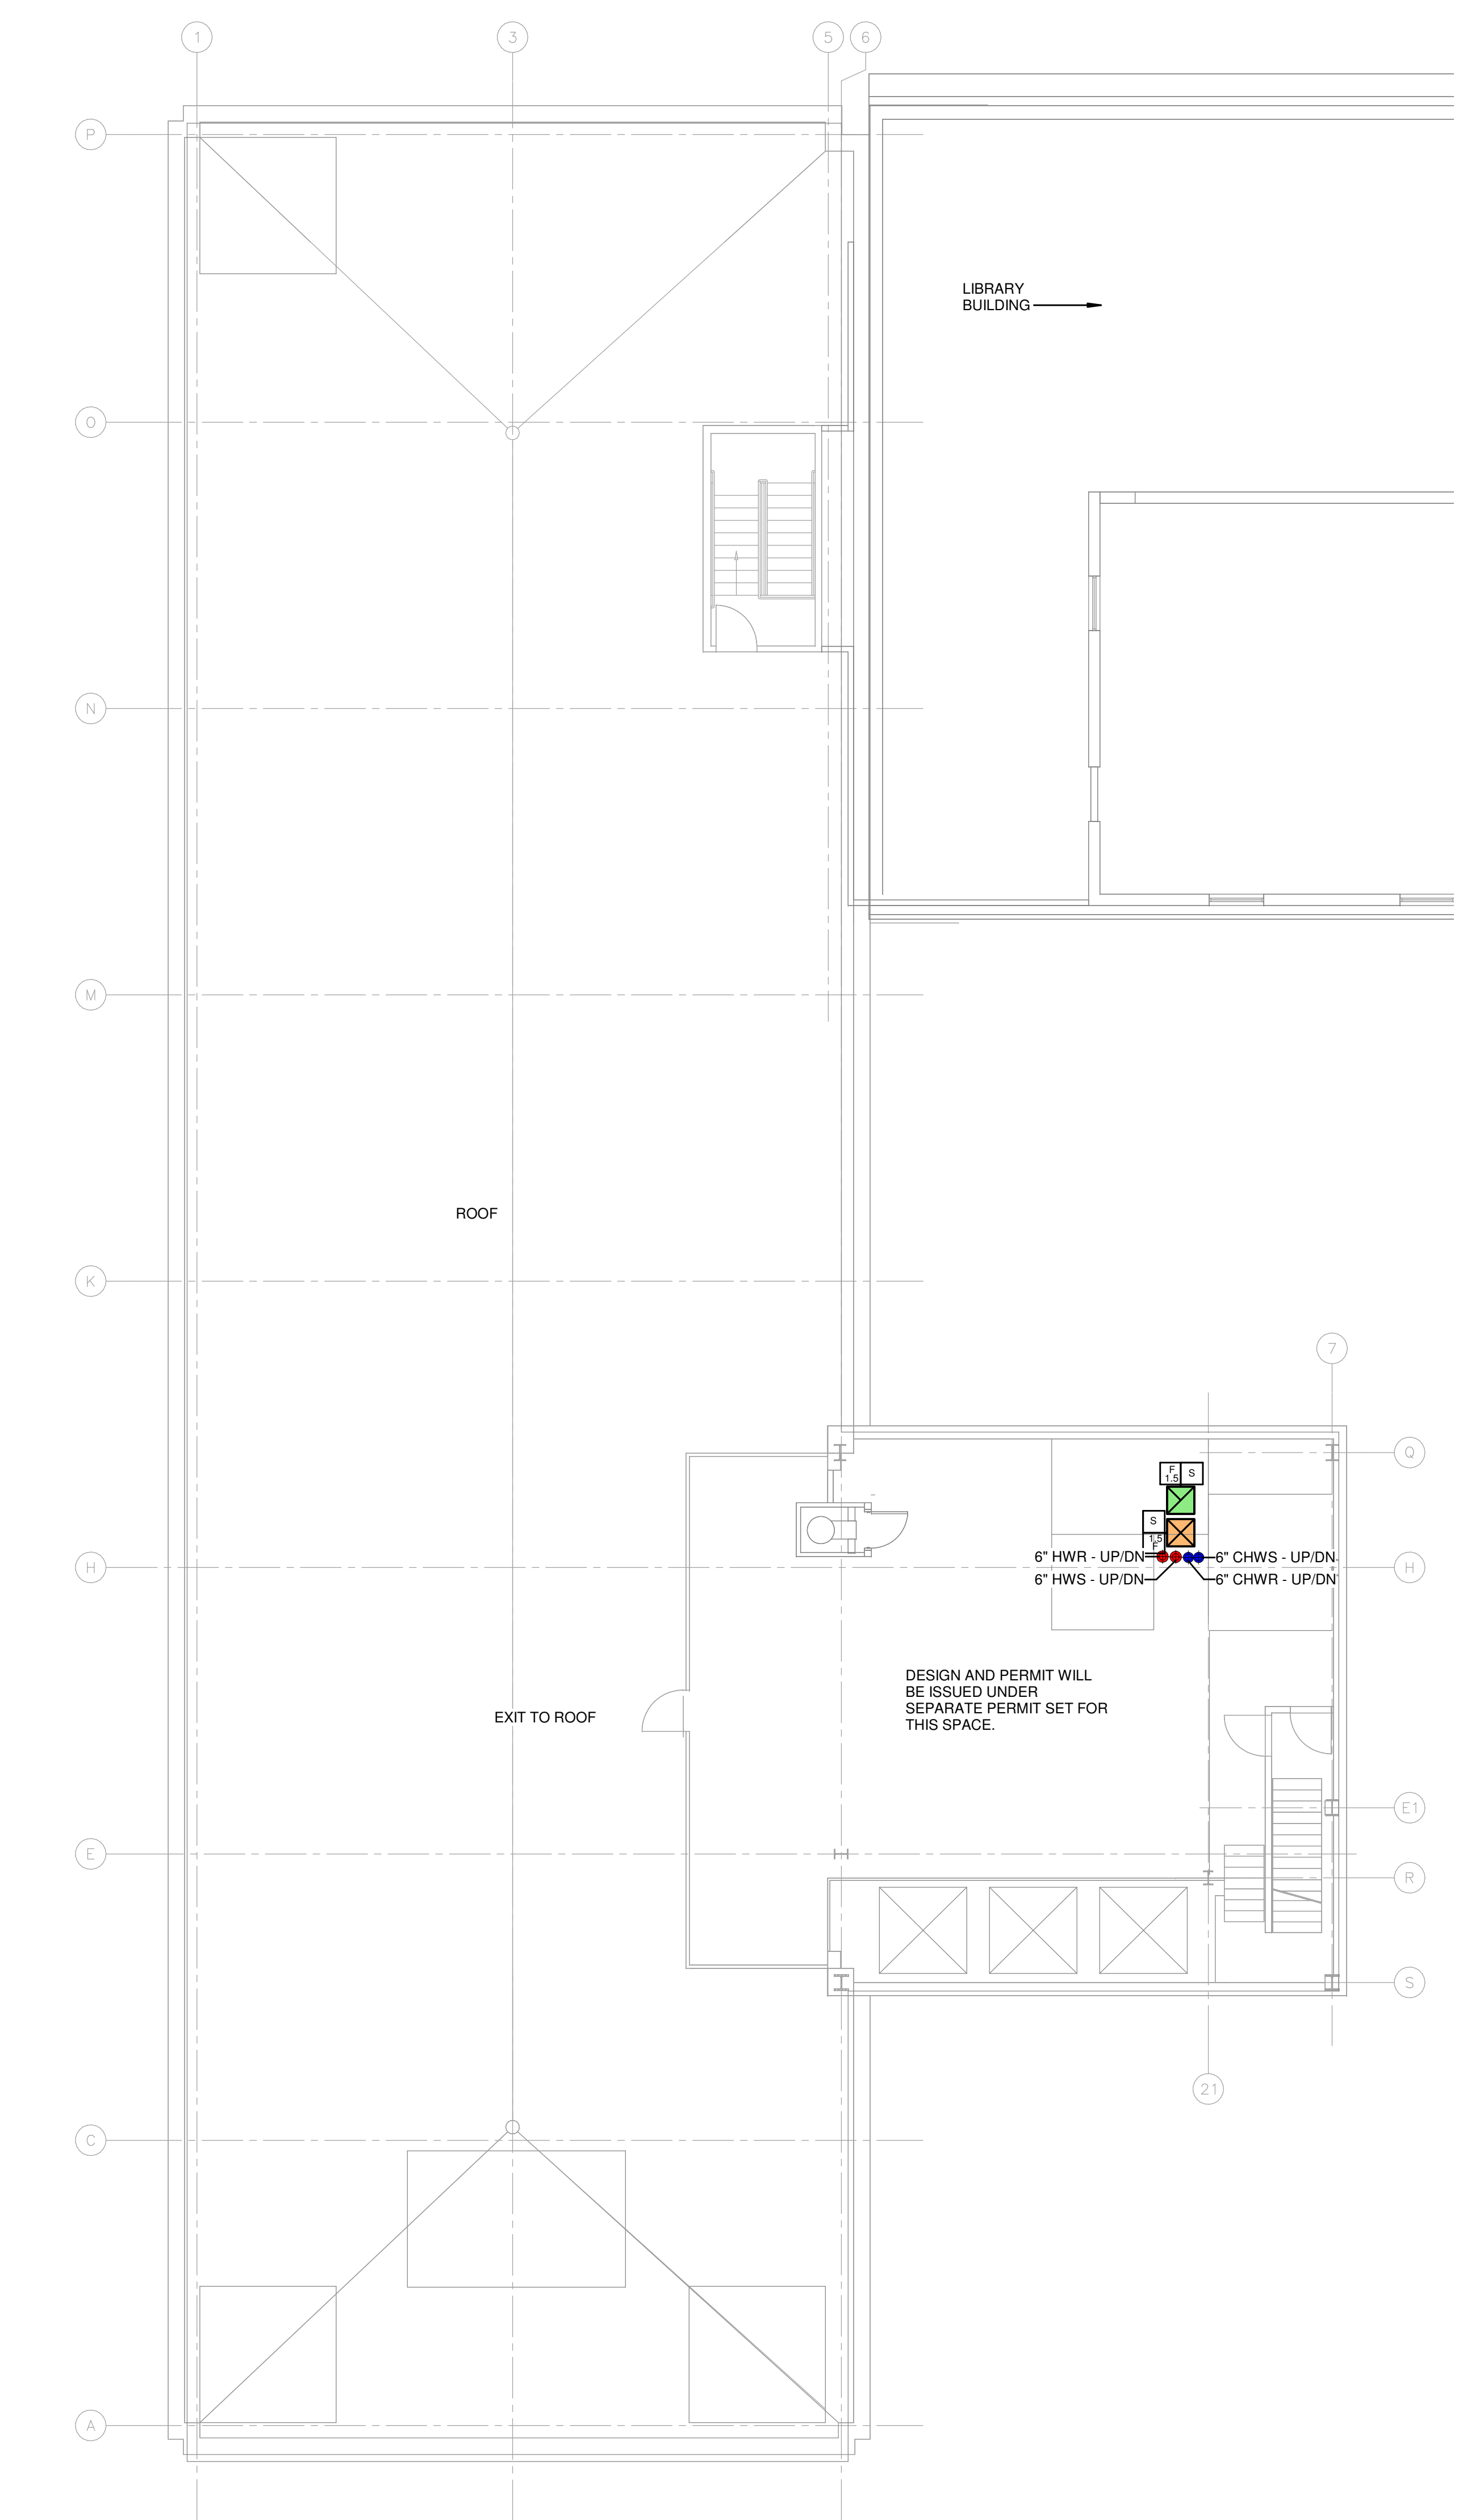 1
3
5
6
P
LIBRARY
BUILDING
O
N
M
ROOF
K
7
Q
F
1.5
S
S
1.5
F
6" HWR - UP/DN
6" CHWS - UP/DN
H
H
6" HWS - UP/DN
6" CHWR - UP/DN
DESIGN AND PERMIT WILL
BE ISSUED UNDER
SEPARATE PERMIT SET FOR
THIS SPACE.
EXIT TO ROOF
E1
E
R
S
21
C
A